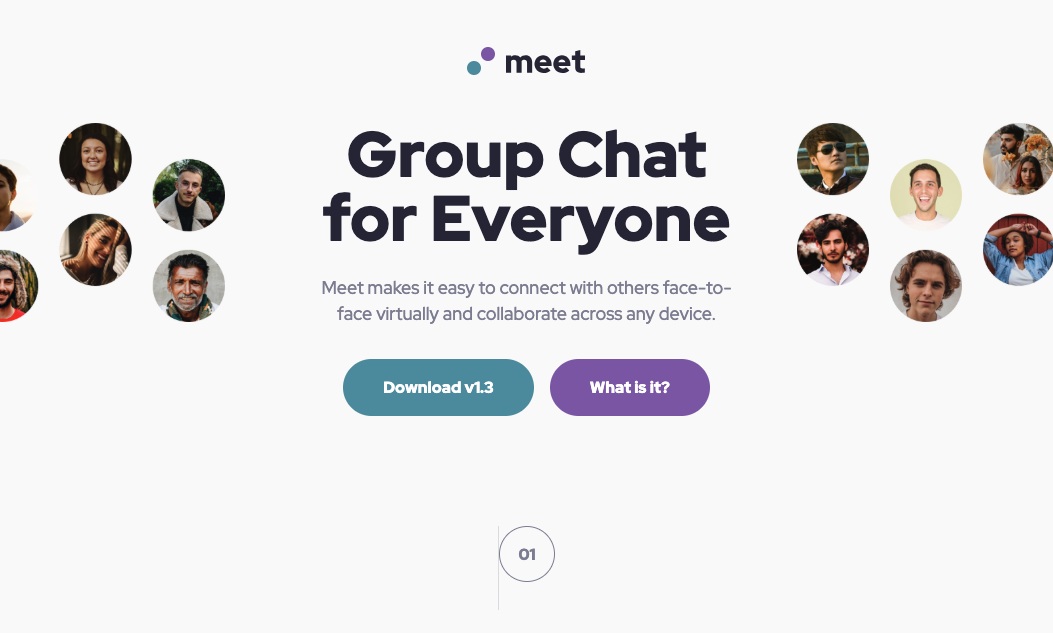 meet
Group Chat
for Everyone
Meet makes it easy to connect with others face-to-
face virtually and collaborate across any device.
Download v1.3
What is it?
01